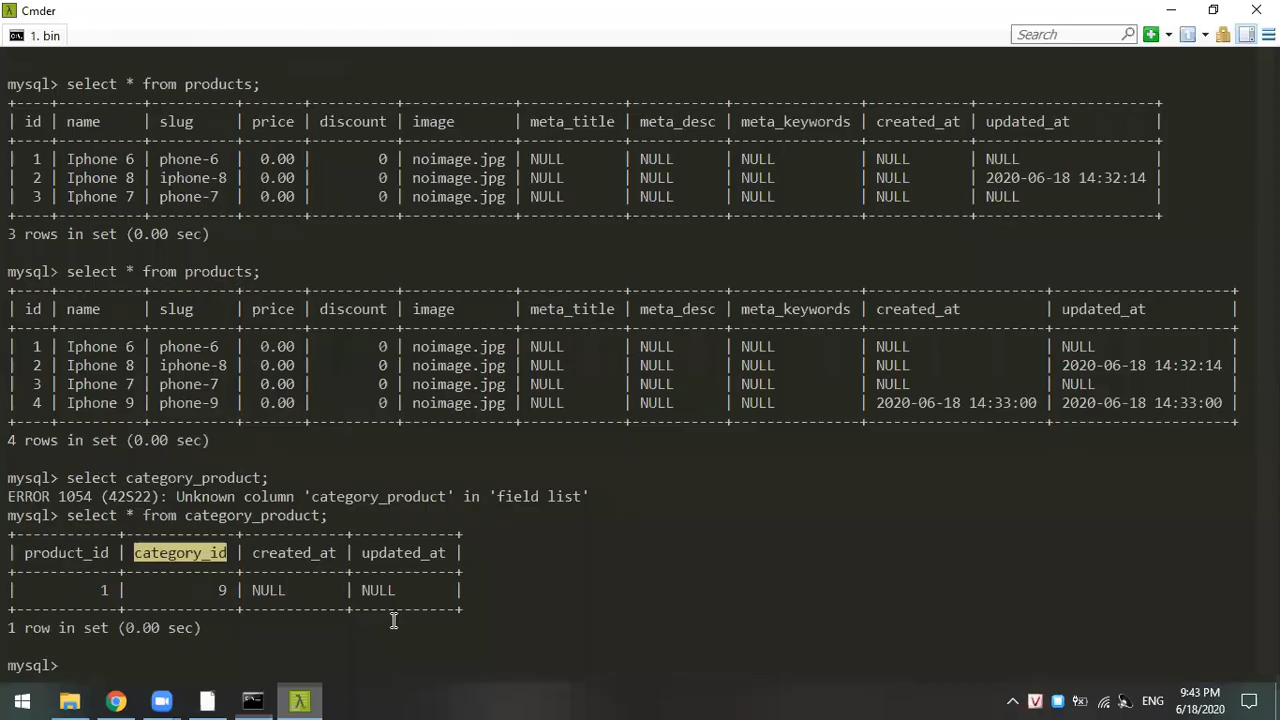 Cmder
1. bin
Search
mysql> select * from products;
+----+----------+----------+-------+----------+-------------+------------+-----------+---------------+------------+---------------------+
| id | name     | slug     | price | discount | image       | meta_title | meta_desc | meta_keywords | created_at | updated_at          |
+----+----------+----------+-------+----------+-------------+------------+-----------+---------------+------------+---------------------+
|  1 | Iphone 6 | phone-6  |  0.00 |        0 | noimage.jpg | NULL       | NULL      | NULL          | NULL       | NULL
|  2 | Iphone 8 | iphone-8 |  0.00 |        0 | noimage.jpg | NULL       | NULL      | NULL          | NULL       | 2020-06-18 14:32:14 |
|  3 | Iphone 7 | phone-7  |  0.00 |        0 | noimage.jpg | NULL       | NULL      | NULL          | NULL       | NULL
+----+----------+----------+-------+----------+-------------+------------+-----------+---------------+------------+---------------------+
3 rows in set (0.00 sec)
mysql> select * from products;
+----+----------+----------+-------+----------+-------------+------------+-----------+---------------+---------------------+---------------------+
| id | name     | slug     | price | discount | image       | meta_title | meta_desc | meta_keywords | created_at          | updated_at          |
+----+----------+----------+-------+----------+-------------+------------+-----------+---------------+---------------------+---------------------+
|  1 | Iphone 6 | phone-6  |  0.00 |        0 | noimage.jpg | NULL       | NULL      | NULL          | NULL                | NULL                |
|  2 | Iphone 8 | iphone-8 |  0.00 |        0 | noimage.jpg | NULL       | NULL      | NULL          | NULL                | 2020-06-18 14:32:14 |
|  3 | Iphone 7 | phone-7  |  0.00 |        0 | noimage.jpg | NULL       | NULL      | NULL          | NULL                | NULL                |
|  4 | Iphone 9 | phone-9  |  0.00 |        0 | noimage.jpg | NULL       | NULL      | NULL          | 2020-06-18 14:33:00 | 2020-06-18 14:33:00 |
+----+----------+----------+-------+----------+-------------+------------+-----------+---------------+---------------------+---------------------+
4 rows in set (0.00 sec)
mysql> select category_product;
ERROR 1054 (42S22): Unknown column 'category_product' in 'field list'
mysql> select * from category_product;
+------------+-------------+------------+------------+
| product_id | category_id | created_at | updated_at |
+------------+-------------+------------+------------+
|          1 |           9 | NULL       | NULL       |
+------------+-------------+------------+------------+
1 row in set (0.00 sec)
mysql>
ENG
9:43 PM
6/18/2020